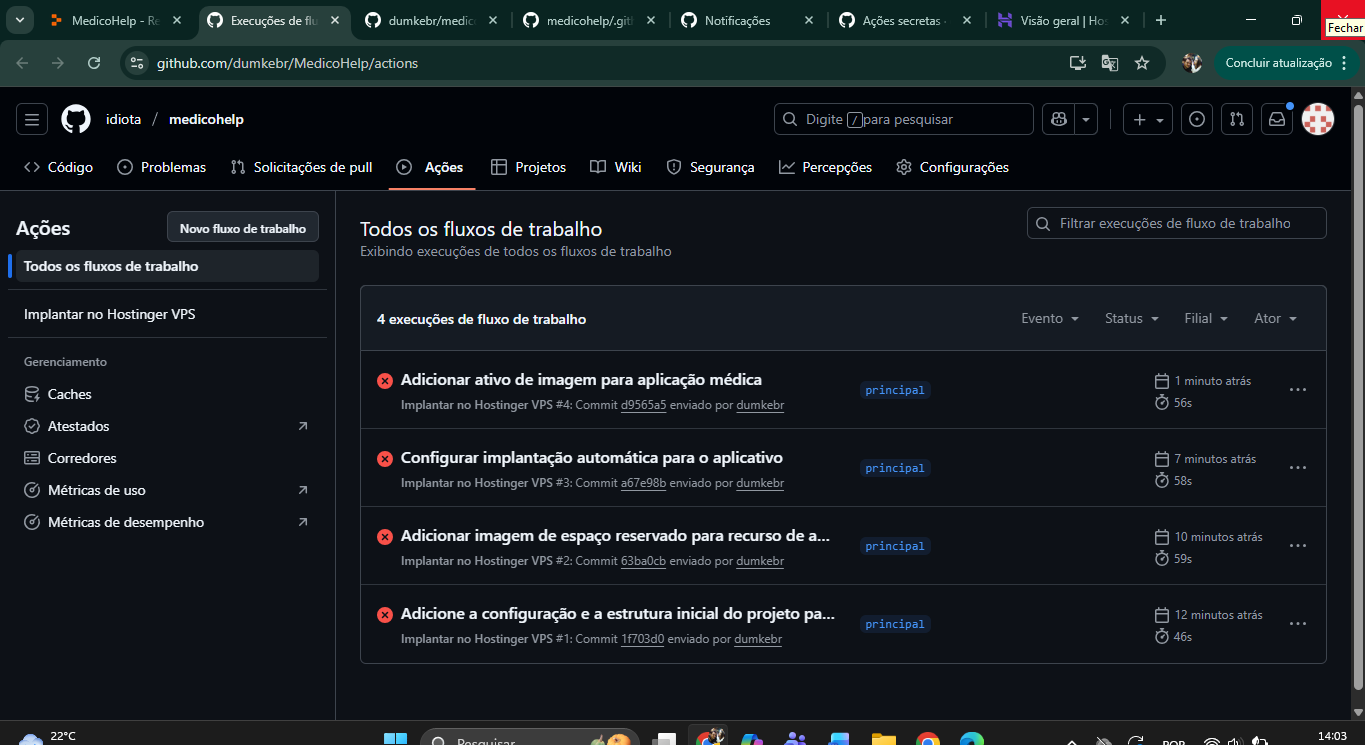 MedicoHelp - Re
Execuções de flu
dumkebr/medic
medicohelp/.gith
Notificações
Ações secretas ·
Visão geral | Hos
Fechar
github.com/dumkebr/MedicoHelp/actions
Concluir atualização
idiota / medicohelp
Digite / para pesquisar
Código
Problemas
Solicitações de pull
Ações
Projetos
Wiki
Segurança
Percepções
Configurações
Ações
Novo fluxo de trabalho
Todos os fluxos de trabalho
Implantar no Hostinger VPS
Gerenciamento
Caches
Atestados
Corredores
Métricas de uso
Métricas de desempenho
Todos os fluxos de trabalho
Exibindo execuções de todos os fluxos de trabalho
Filtrar execuções de fluxo de trabalho
4 execuções de fluxo de trabalho
Evento
Status
Filial
Ator
Adicionar ativo de imagem para aplicação médica
Implantar no Hostinger VPS #4: Commit d9565a5 enviado por dumkebr
principal
1 minuto atrás
56s
Configurar implantação automática para o aplicativo
Implantar no Hostinger VPS #3: Commit a67e98b enviado por dumkebr
principal
7 minutos atrás
58s
Adicionar imagem de espaço reservado para recurso de a...
Implantar no Hostinger VPS #2: Commit 63ba0cb enviado por dumkebr
principal
10 minutos atrás
59s
Adicione a configuração e a estrutura inicial do projeto pa...
Implantar no Hostinger VPS #1: Commit 1f703d0 enviado por dumkebr
principal
12 minutos atrás
46s
22°C
Pesquisar
POR
14:03